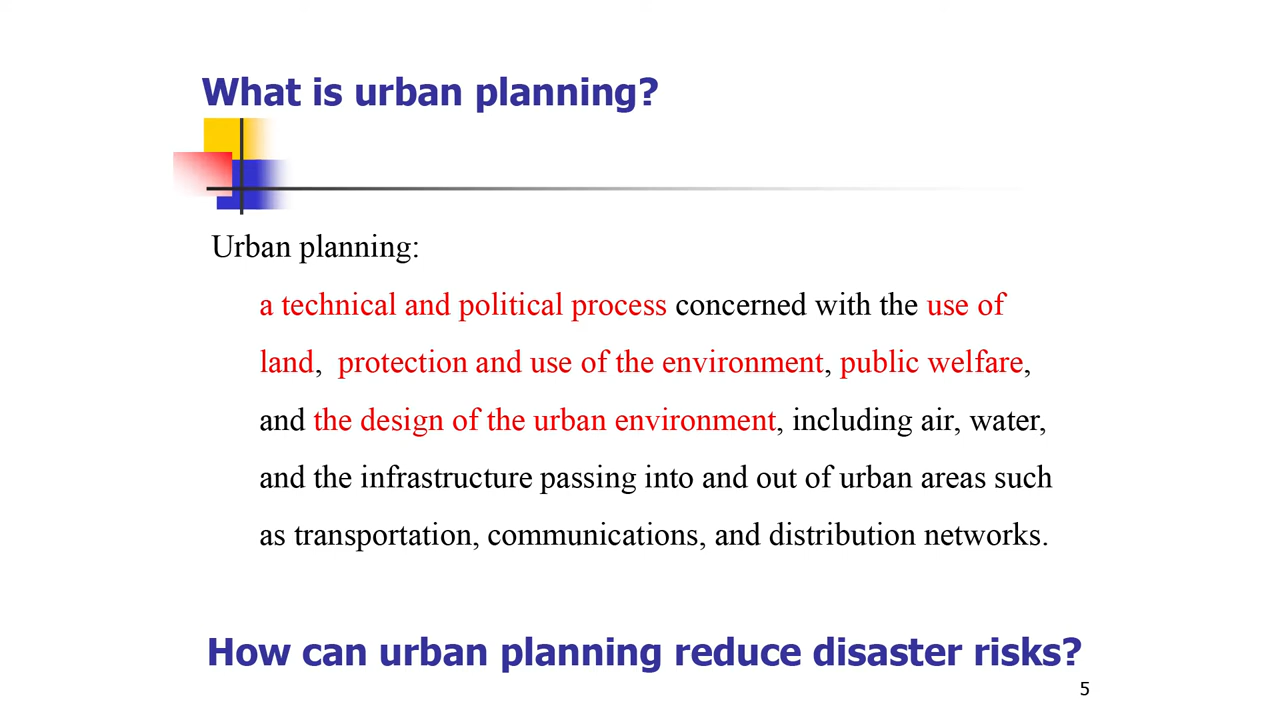 What is urban planning?
Urban planning:
a technical and political process concerned with the use of
land, protection and use of the environment, public welfare,
and the design of the urban environment, including air, water,
and the infrastructure passing into and out of urban areas such
as transportation, communications, and distribution networks.
How can urban planning reduce disaster risks?
5